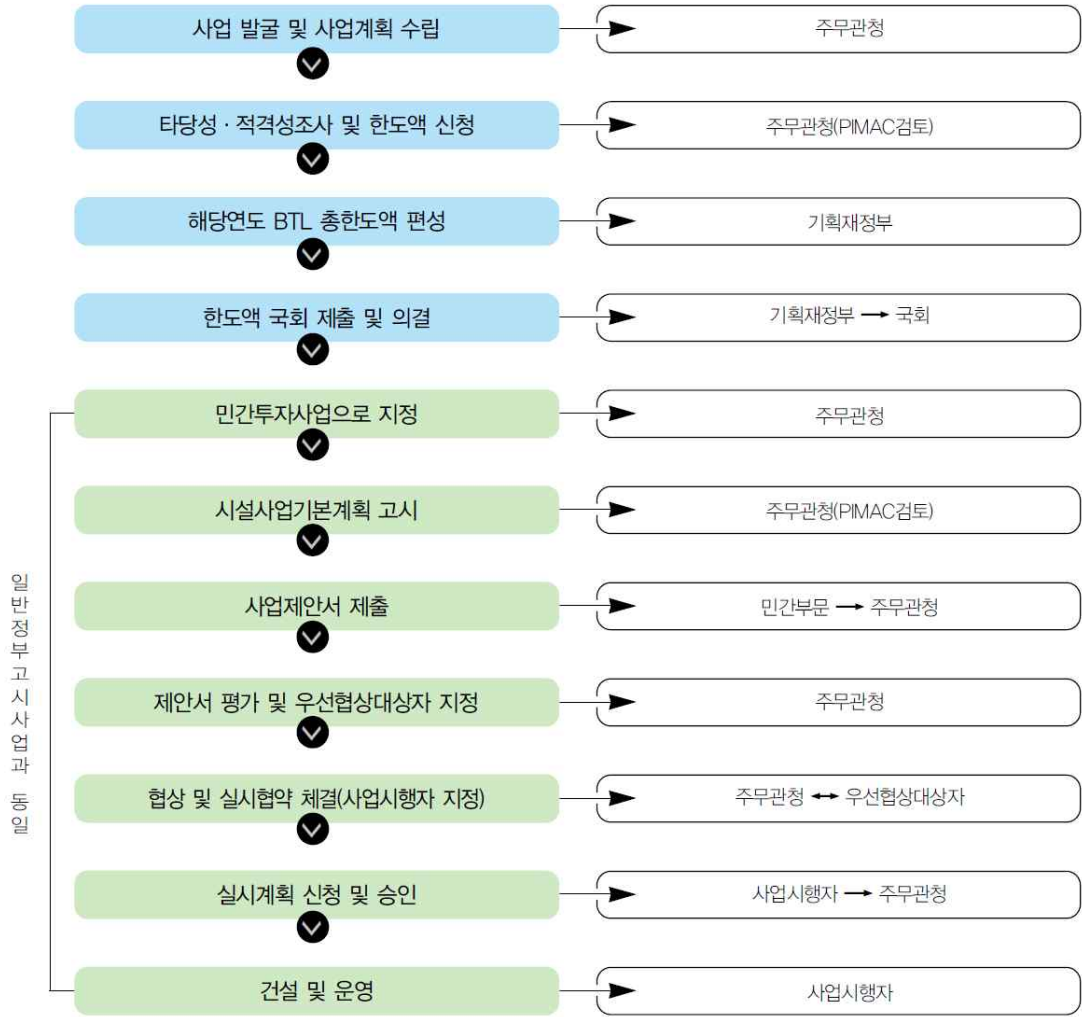 사업 발굴 및 사업계획 수립
주무관청
타당성·적격성조사 및 한도액 신청
주무관청(PIMAC검토)
해당연도 BTL 총한도액 편성
기획재정부
한도액 국회 제출 및 의결
기획재정부 → 국회
민간투자사업으로 지정
주무관청
시설사업기본계획 고시
주무관청(PIMAC검토)
사업제안서 제출
민간부문 → 주무관청
제안서 평가 및 우선협상대상자 지정
주무관청
협상 및 실시협약 체결(사업시행자 지정)
주무관청 ↔ 우선협상대상자
실시계획 신청 및 승인
사업시행자 → 주무관청
건설 및 운영
사업시행자
일반정부고시사업과 동일